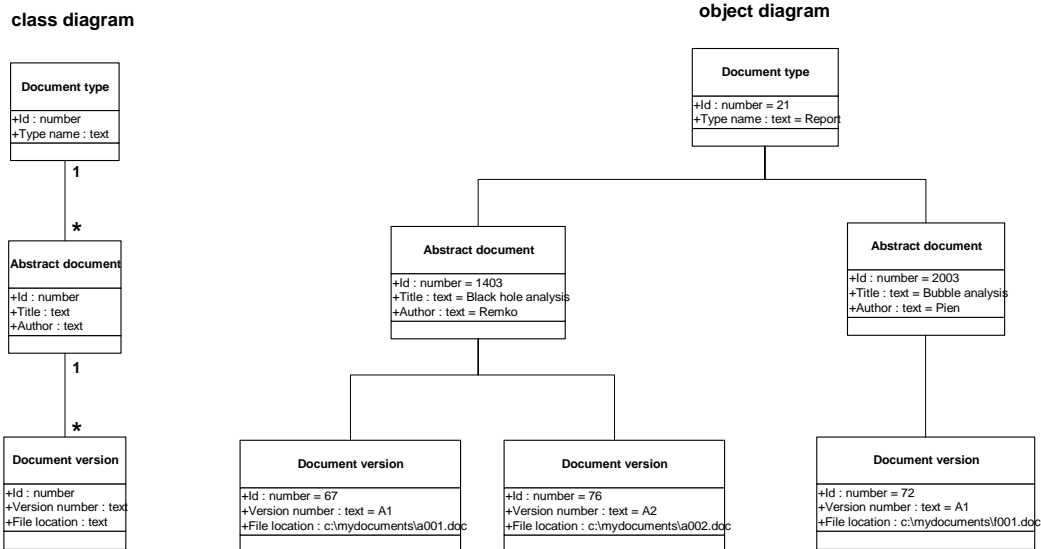 class diagram
object diagram
Document type
+Id : number
+Type name : text
1
*
Abstract document
+Id : number
+Title : text
+Author : text
1
*
Document version
+Id : number
+Version number : text
+File location : text
Document type
+Id : number = 21
+Type name : text = Report
Abstract document
+Id : number = 1403
+Title : text = Black hole analysis
+Author : text = Remko
Abstract document
+Id : number = 2003
+Title : text = Bubble analysis
+Author : text = Pien
Document version
+Id : number = 67
+Version number : text = A1
+File location : c:\mydocuments\a001.doc
Document version
+Id : number = 76
+Version number : text = A2
+File location : c:\mydocuments\a002.doc
Document version
+Id : number = 72
+Version number : text = A1
+File location : c:\mydocuments\f001.doc